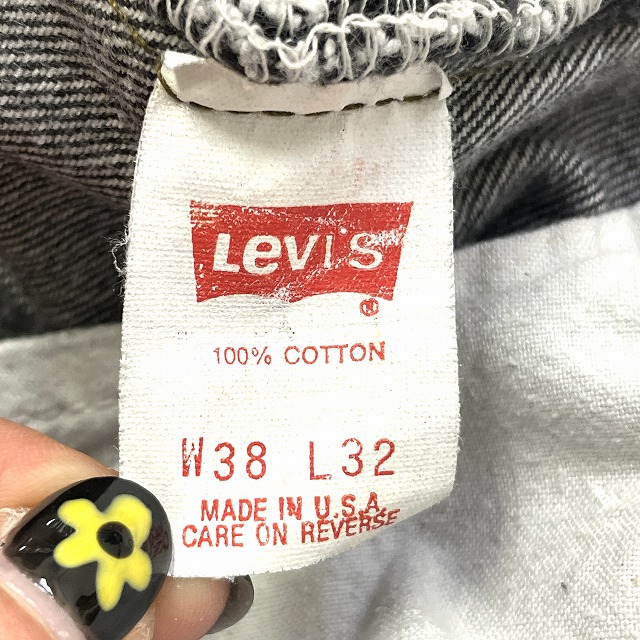 Levi's
®
100% COTTON
W38 L32
MADE IN U.S.A.
CARE ON REVERSE